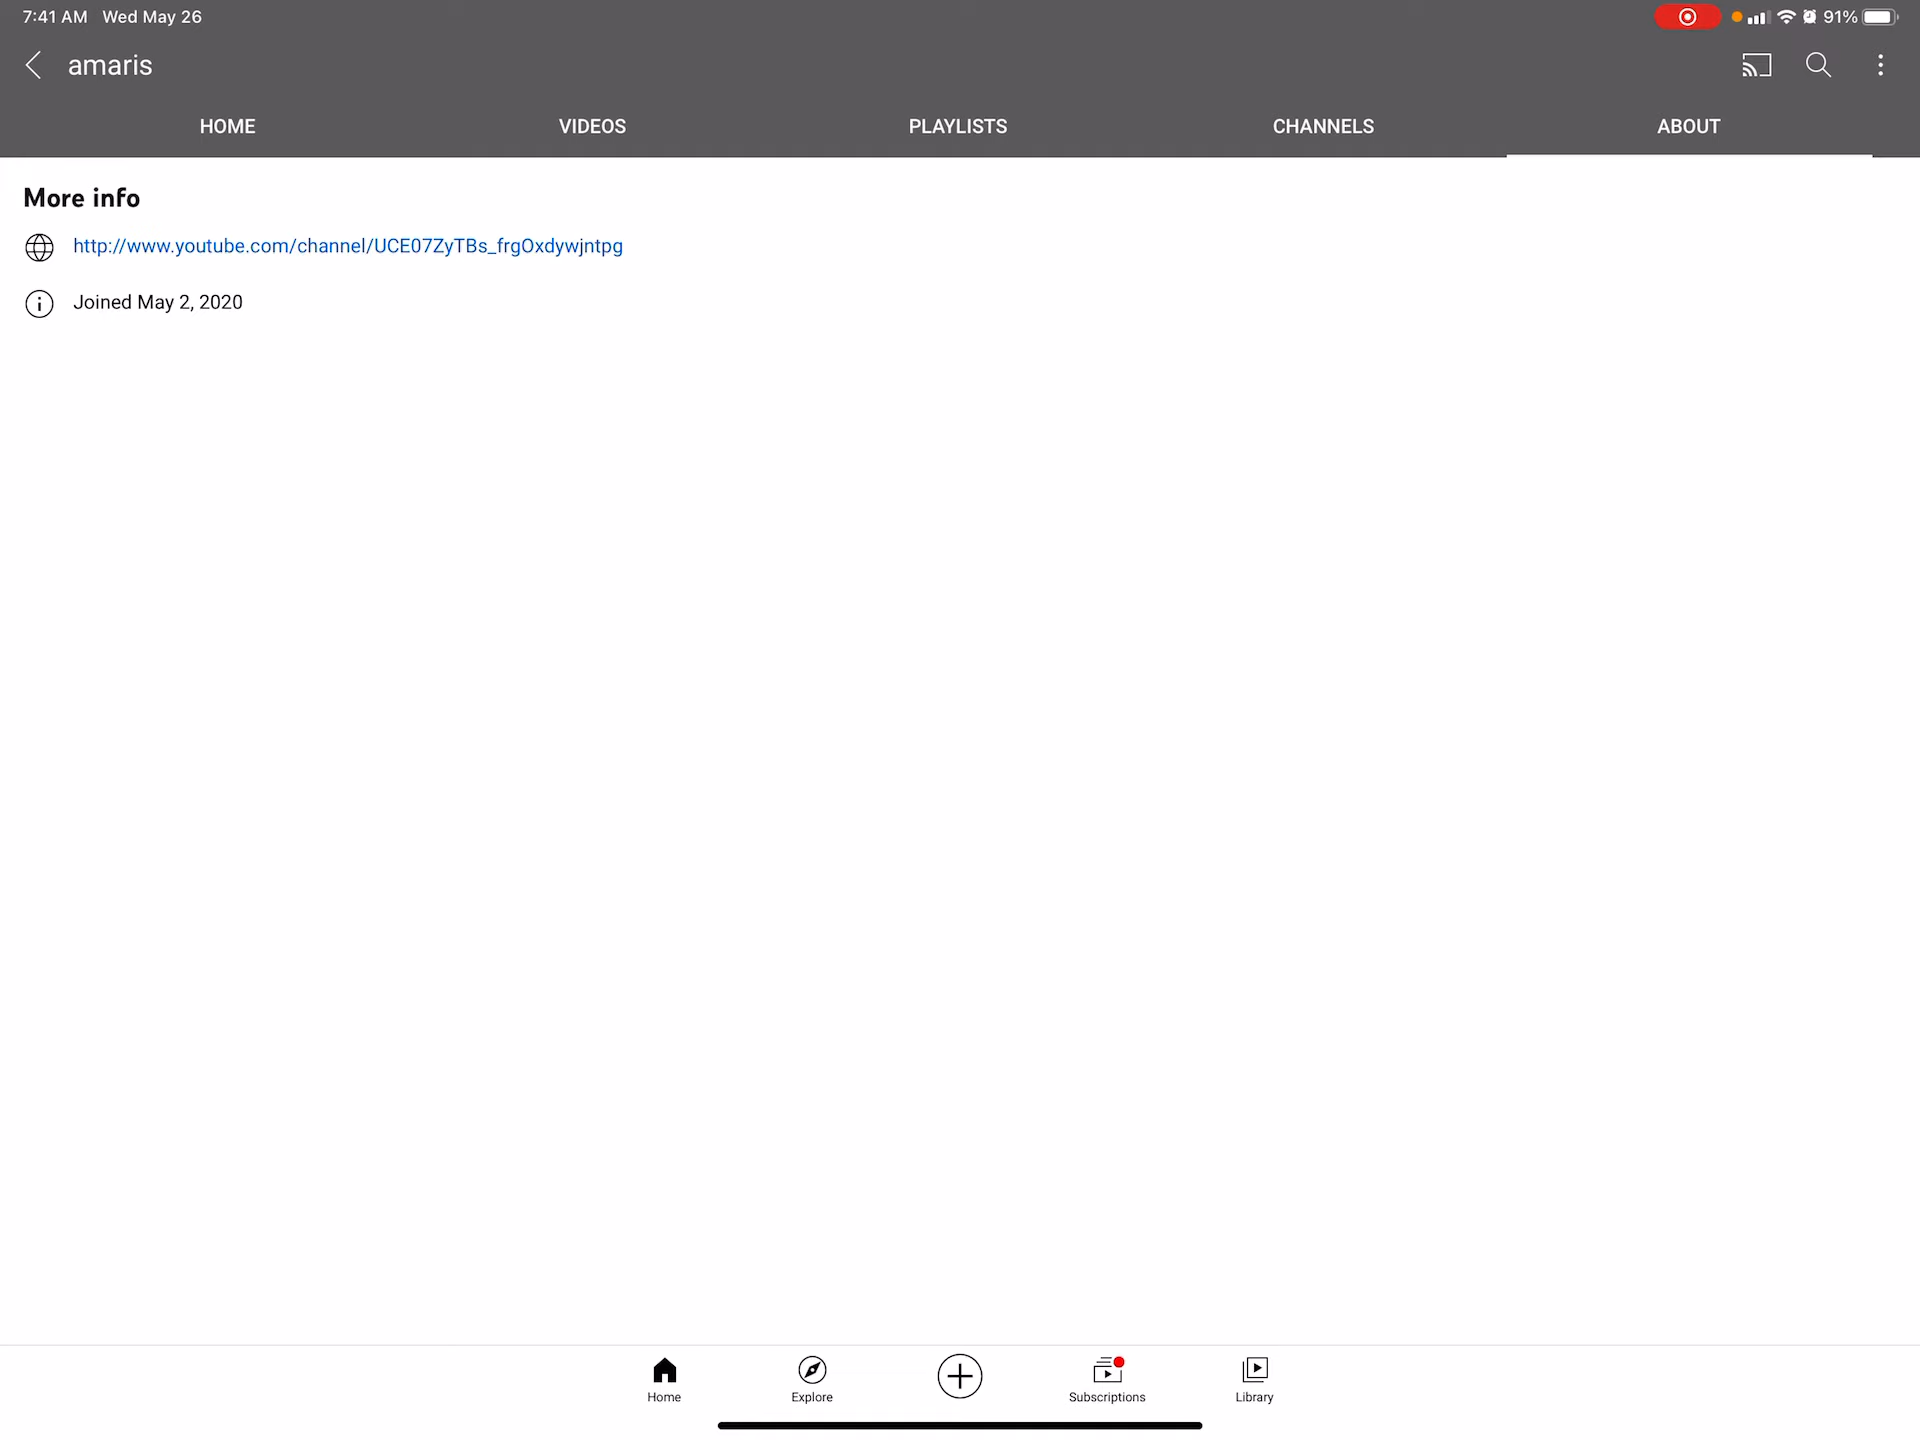 7:41 AM Wed May 26
91%
amaris
HOME VIDEOS PLAYLISTS CHANNELS ABOUT
More info
http://www.youtube.com/channel/UCE07ZyTBs_frgOxdywjntpg
Joined May 2, 2020
Home Explore Subscriptions Library